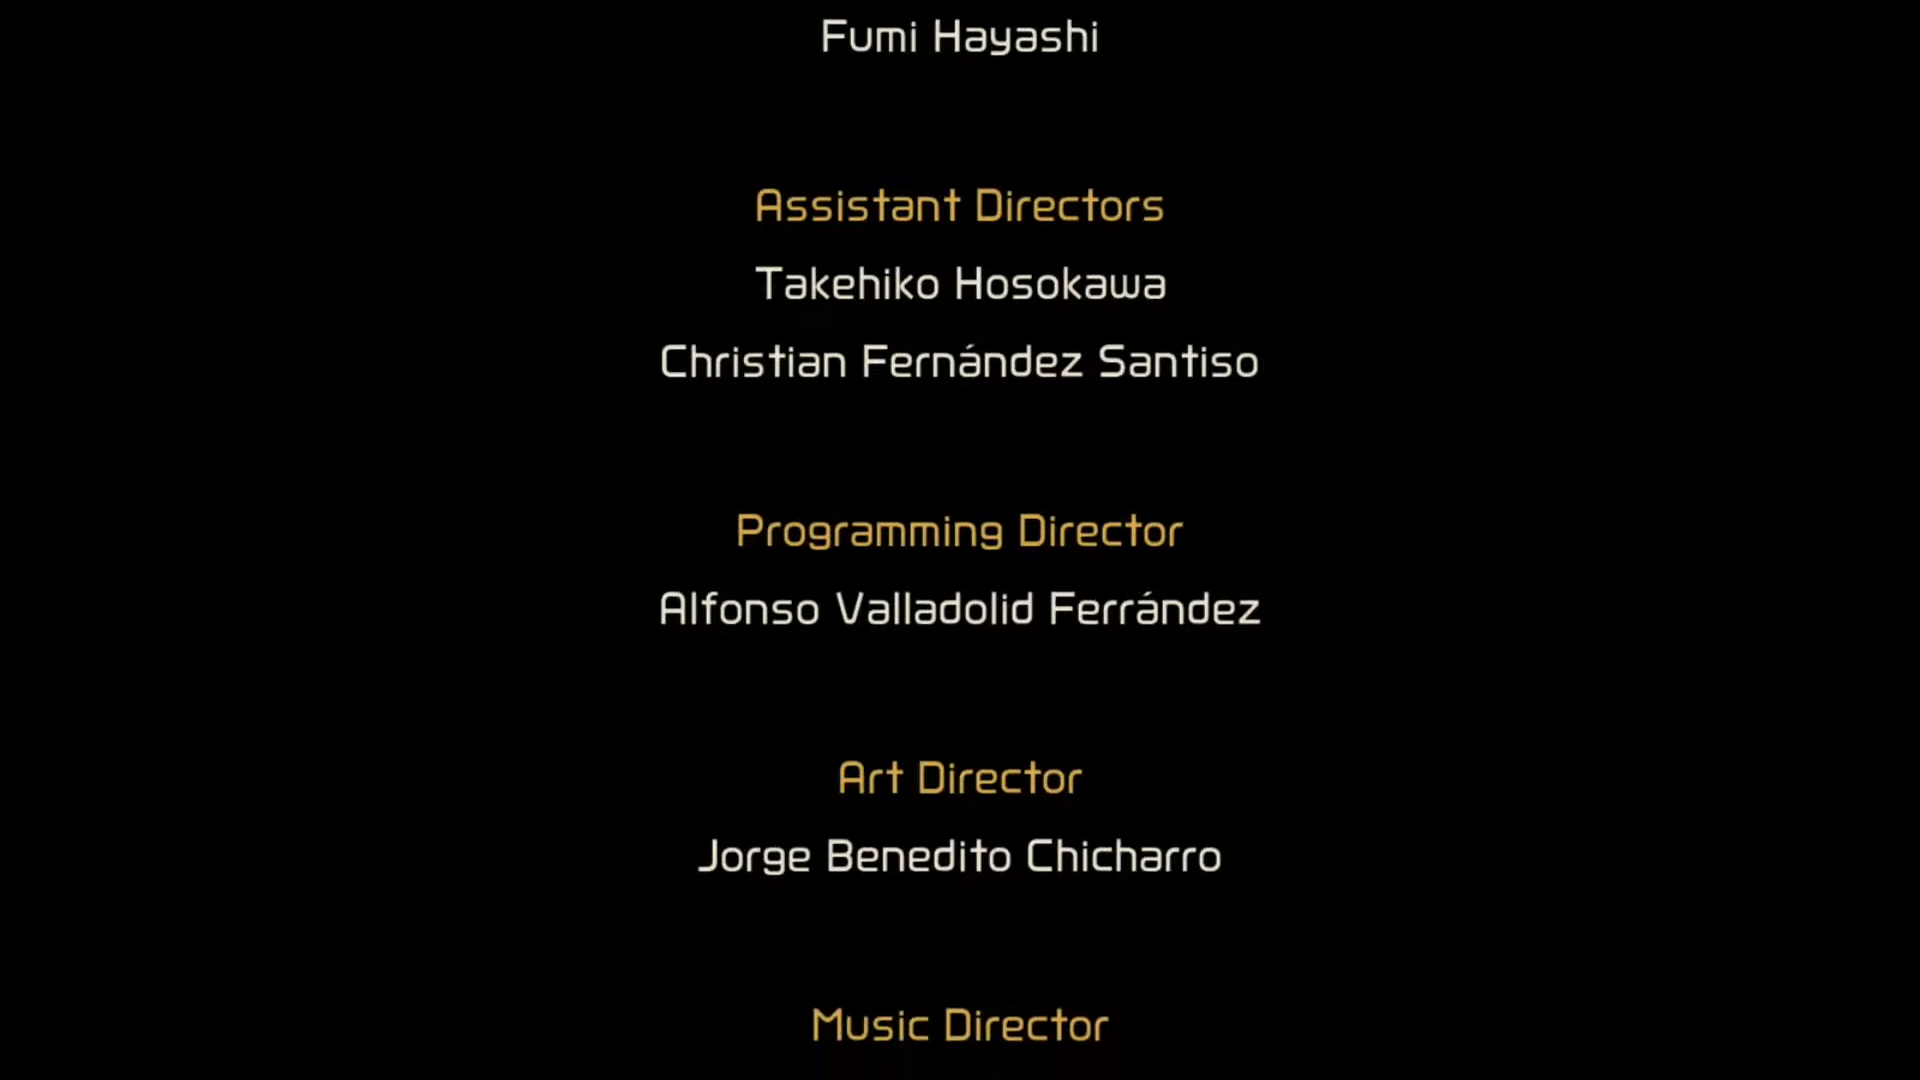 Fumi Hayashi
Assistant Directors
Takehiko Hosokawa
Christian Fernández Santiso
Programming Director
Alfonso Valladolid Ferrández
Art Director
Jorge Benedito Chicharro
Music Director